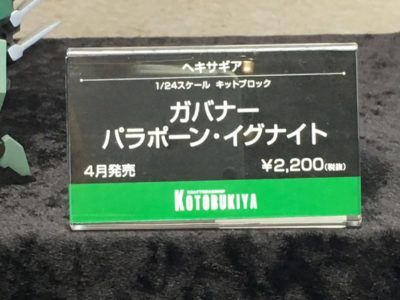 ヘキサギア
1/24スケール キットブロック
ガバナー
パラポーン・イグナイト
4月発売 ¥2,200(税抜)
KOTOBUKIYA